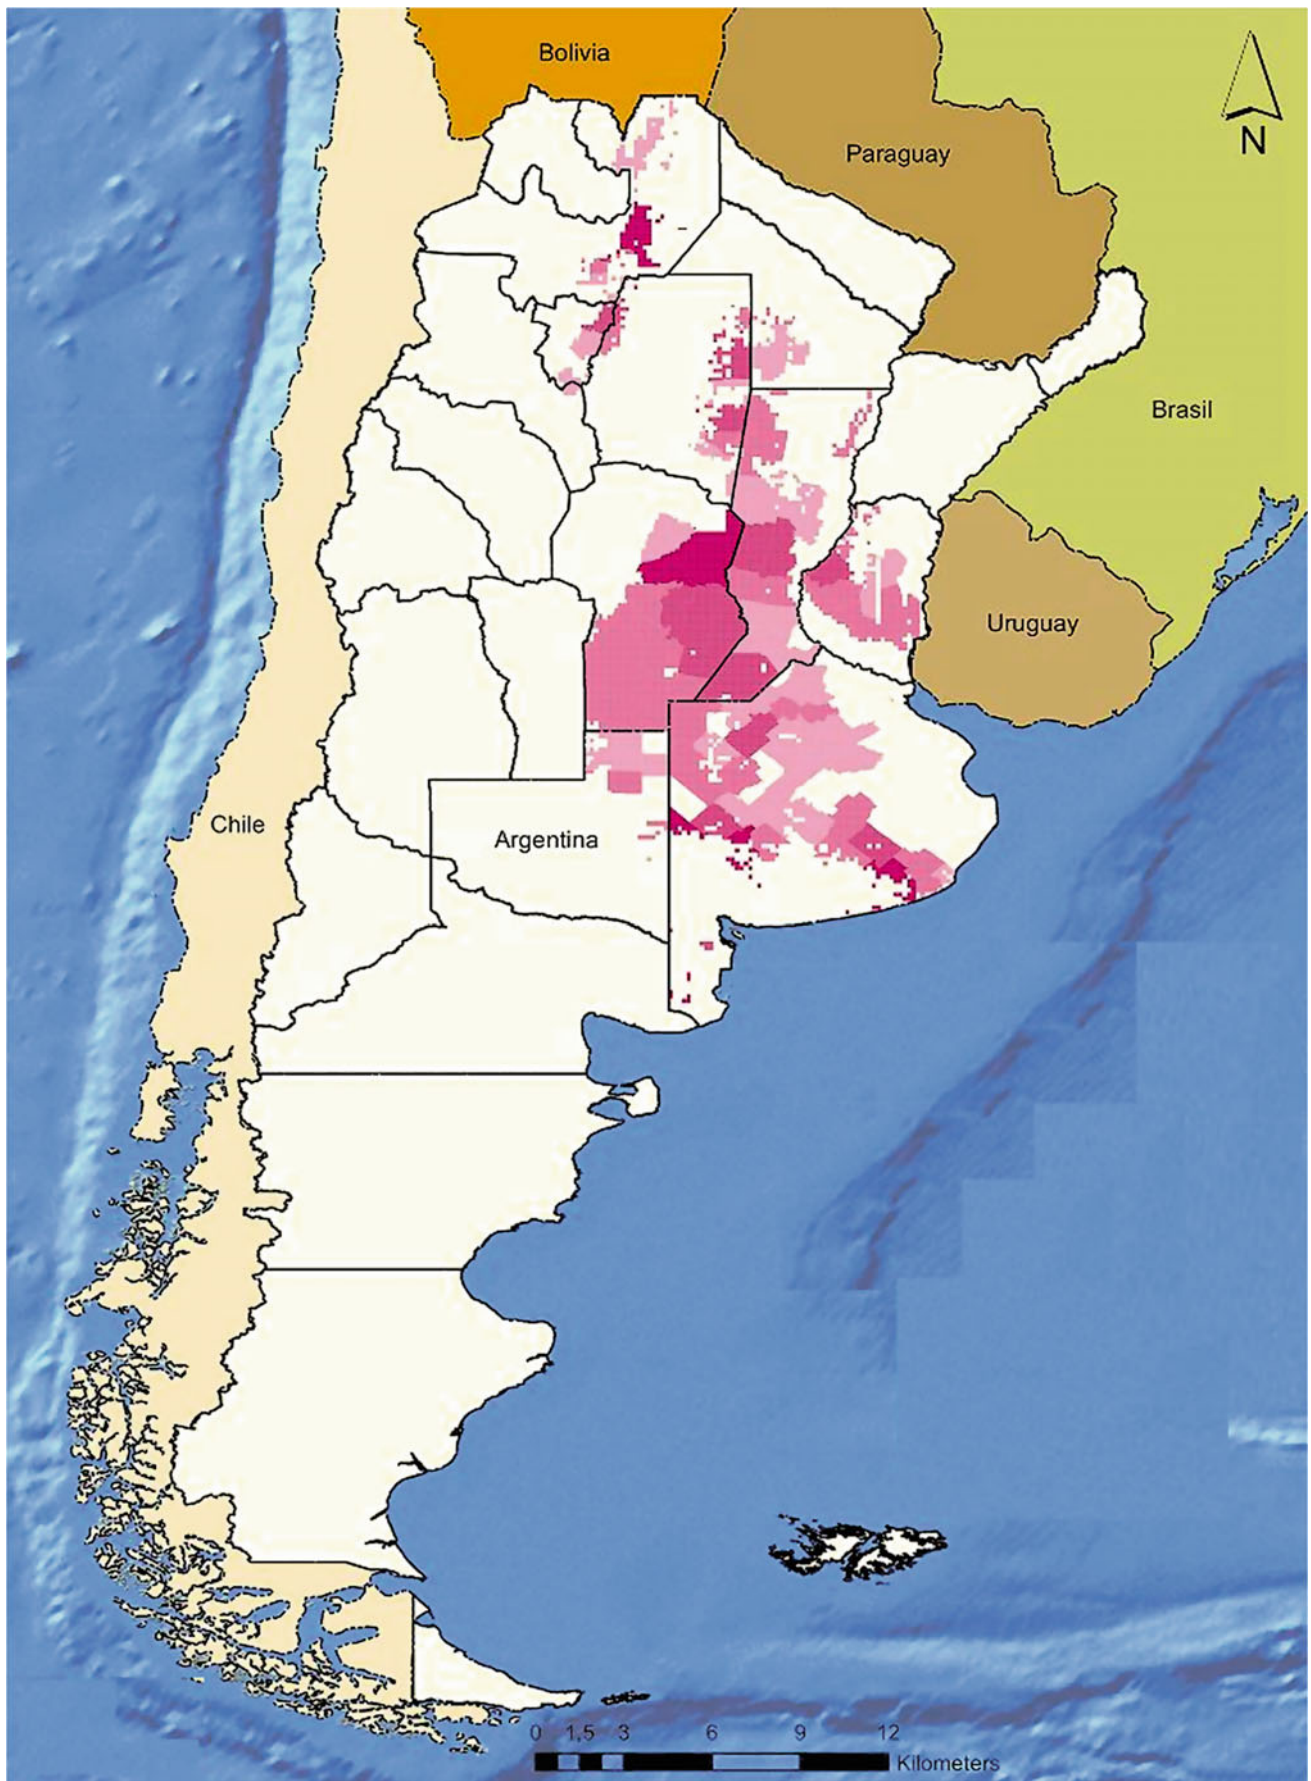 Bolivia
Paraguay
N
Brasil
Uruguay
Chile
Argentina
0 1,5 3 6 9 12
Kilometers